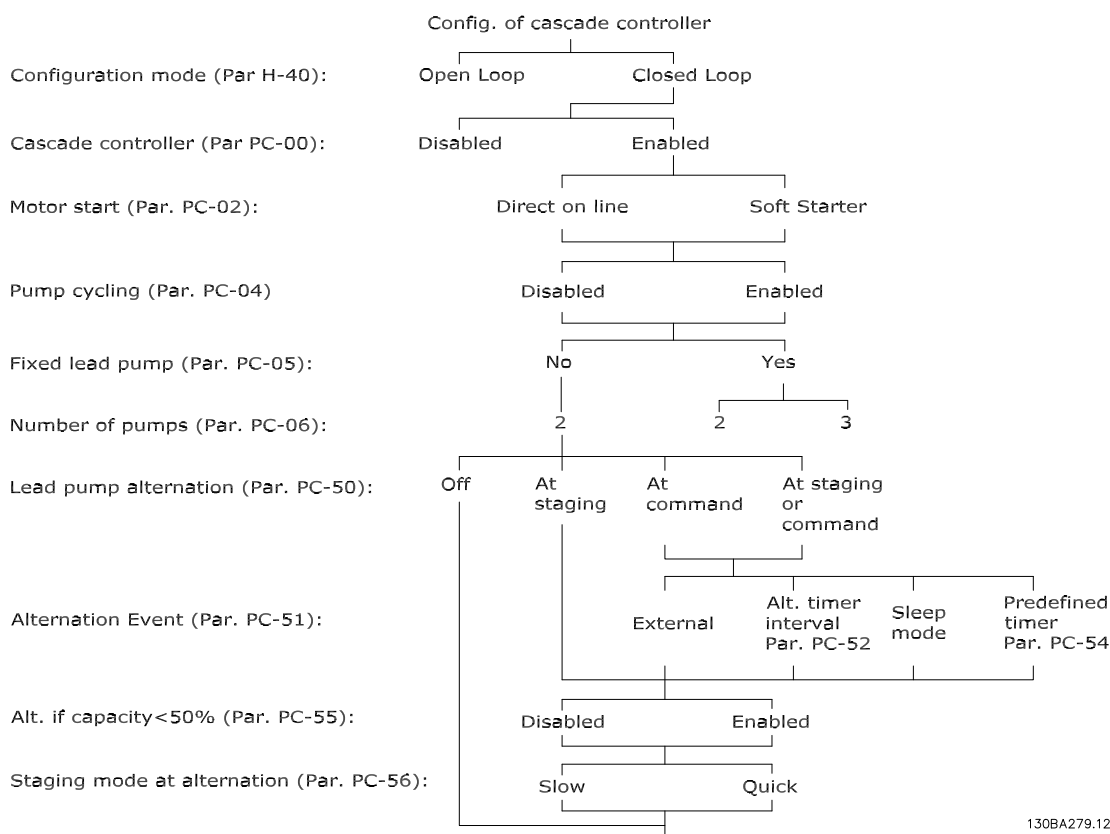 Config. of cascade controller
Configuration mode (Par H-40): Open Loop Closed Loop
Cascade controller (Par PC-00): Disabled Enabled
Motor start (Par. PC-02): Direct on line Soft Starter
Pump cycling (Par. PC-04) Disabled Enabled
Fixed lead pump (Par. PC-05): No Yes
Number of pumps (Par. PC-06): 2 2 3
Lead pump alternation (Par. PC-50): Off At At At staging
staging command or
command
Alt. timer Predefined
Alternation Event (Par. PC-51): External interval Sleep timer
Par. PC-52 mode Par. PC-54
Alt. if capacity<50% (Par. PC-55): Disabled Enabled
Staging mode at alternation (Par. PC-56): Slow Quick
130BA279.12